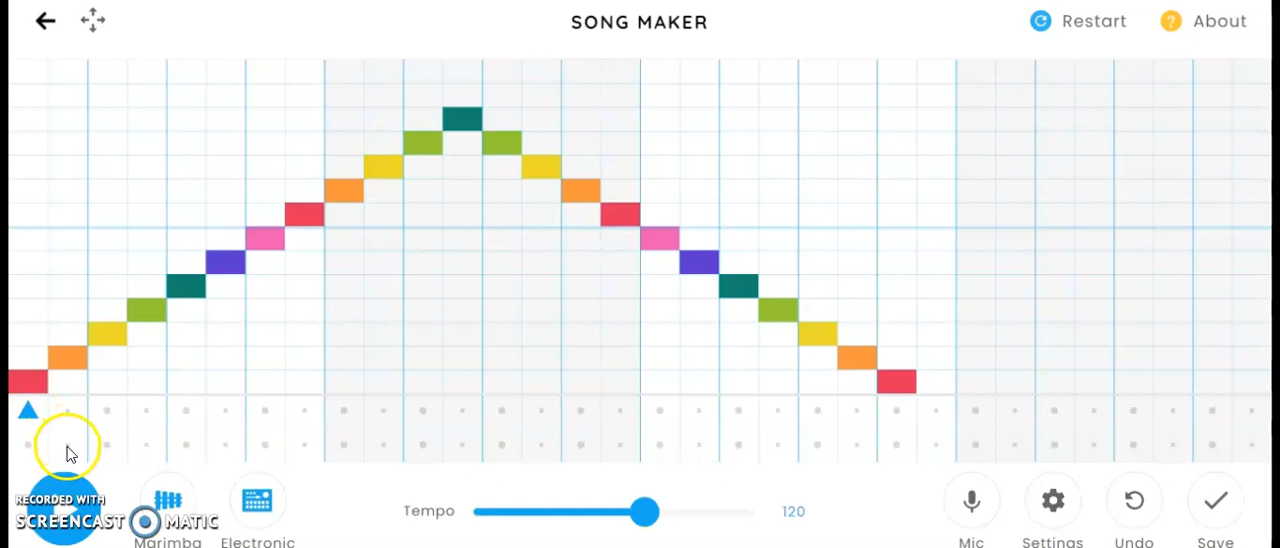 SONG MAKER
Restart
About
RECORDED WITH
SCREENCAST MATIC
Marimba
Electronic
Tempo
120
Mic
Settings
Undo
Save